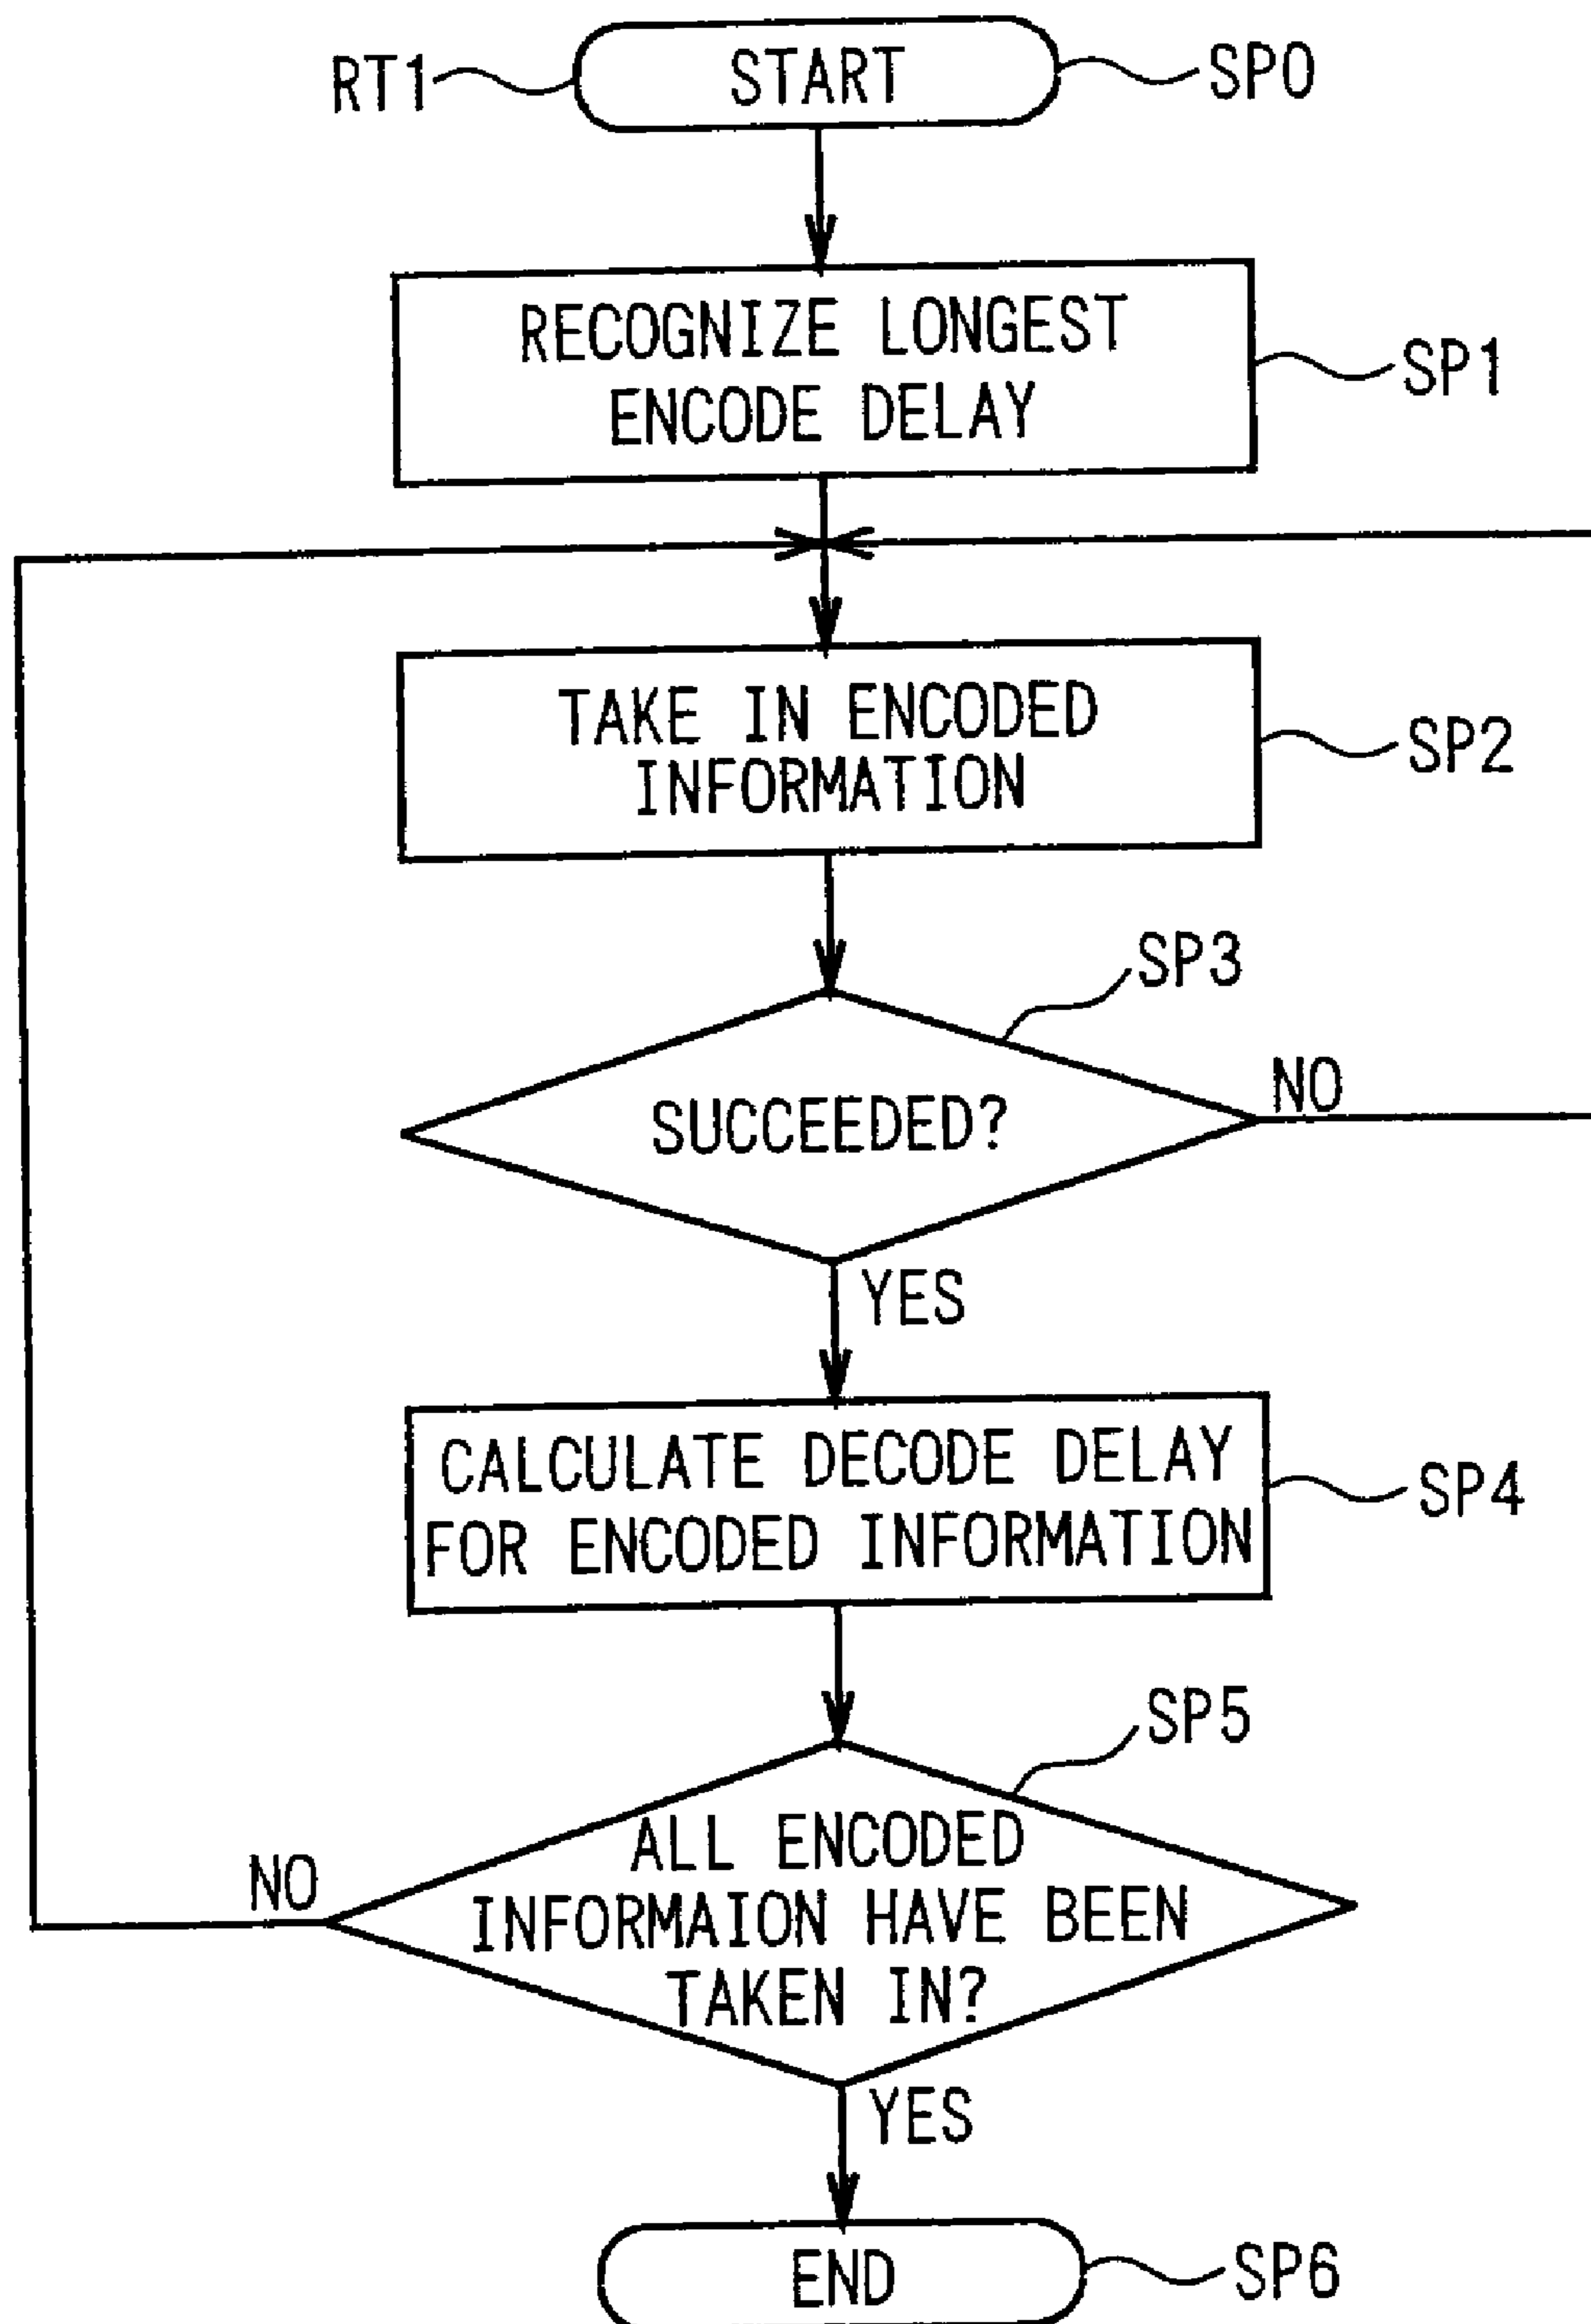 RT1
START
SP0
RECOGNIZE LONGEST
ENCODE DELAY
SP1
TAKE IN ENCODED
INFORMATION
SP2
SP3
SUCCEEDED?
NO
YES
CALCULATE DECODE DELAY
FOR ENCODED INFORMATION
SP4
SP5
ALL ENCODED
INFORMAION HAVE BEEN
TAKEN IN?
NO
YES
END
SP6